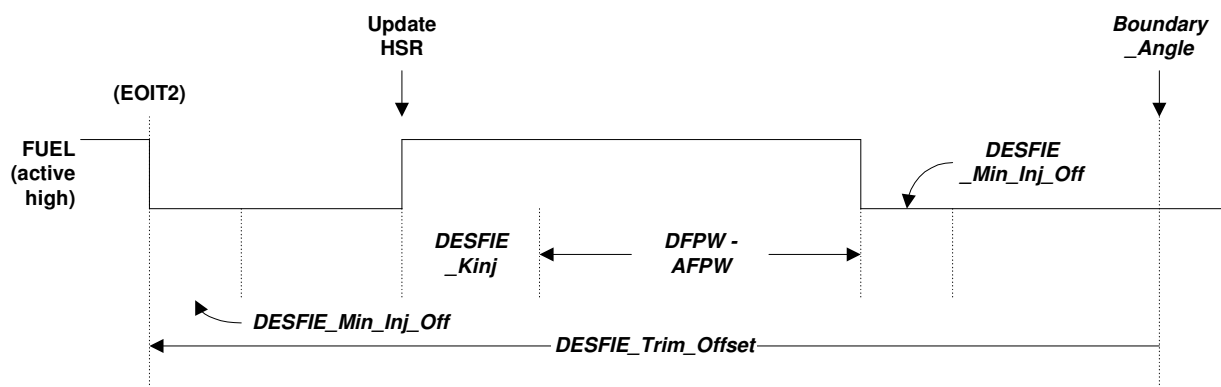 Update
HSR
Boundary
_Angle
(EOIT2)
FUEL
(active
high)
DESFIE
_Min_Inj_Off
DESFIE
_Kinj
DFPW -
AFPW
DESFIE_Min_Inj_Off
DESFIE_Trim_Offset